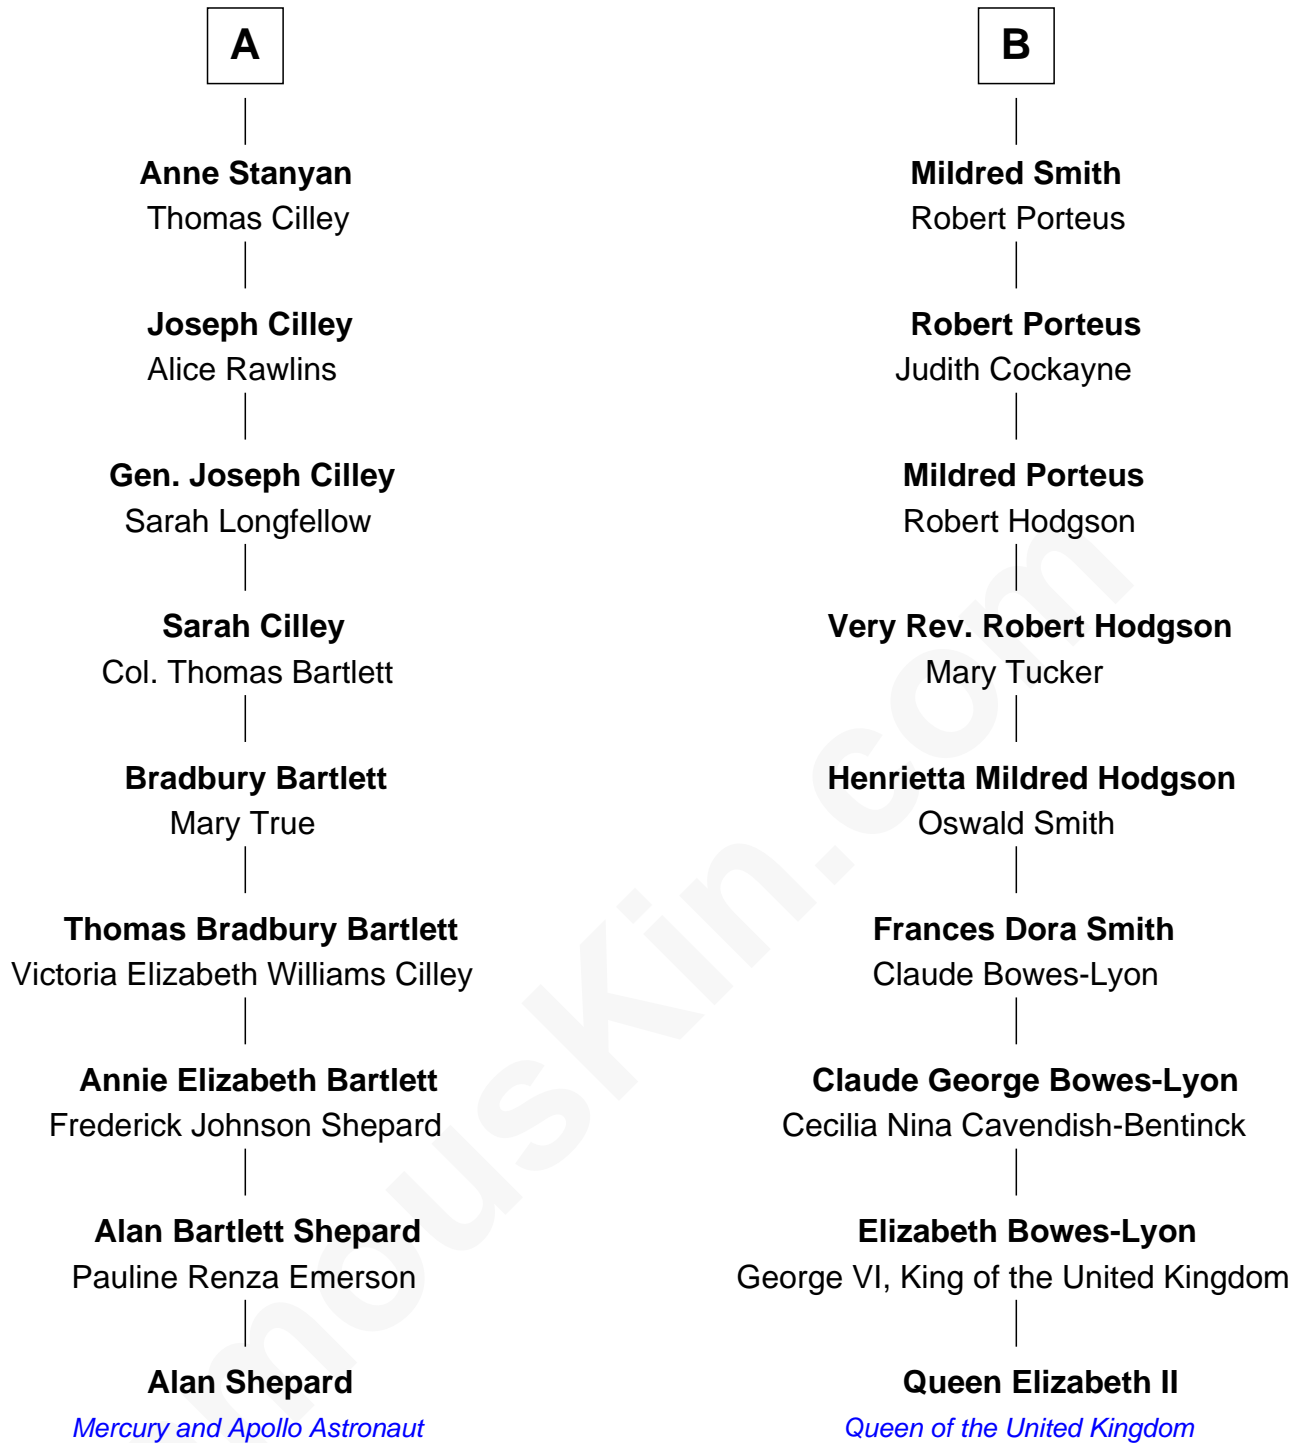 A
Anne Stanyan
Thomas Cilley
Joseph Cilley
Alice Rawlins
Gen. Joseph Cilley
Sarah Longfellow
Sarah Cilley
Col. Thomas Bartlett
Bradbury Bartlett
Mary True
Thomas Bradbury Bartlett
Victoria Elizabeth Williams Cilley
Annie Elizabeth Bartlett
Frederick Johnson Shepard
Alan Bartlett Shepard
Pauline Renza Emerson
Alan Shepard
Mercury and Apollo Astronaut
B
Mildred Smith
Robert Porteus
Robert Porteus
Judith Cockayne
Mildred Porteus
Robert Hodgson
Very Rev. Robert Hodgson
Mary Tucker
Henrietta Mildred Hodgson
Oswald Smith
Frances Dora Smith
Claude Bowes-Lyon
Claude George Bowes-Lyon
Cecilia Nina Cavendish-Bentinck
Elizabeth Bowes-Lyon
George VI, King of the United Kingdom
Queen Elizabeth II
Queen of the United Kingdom
mousKin.com